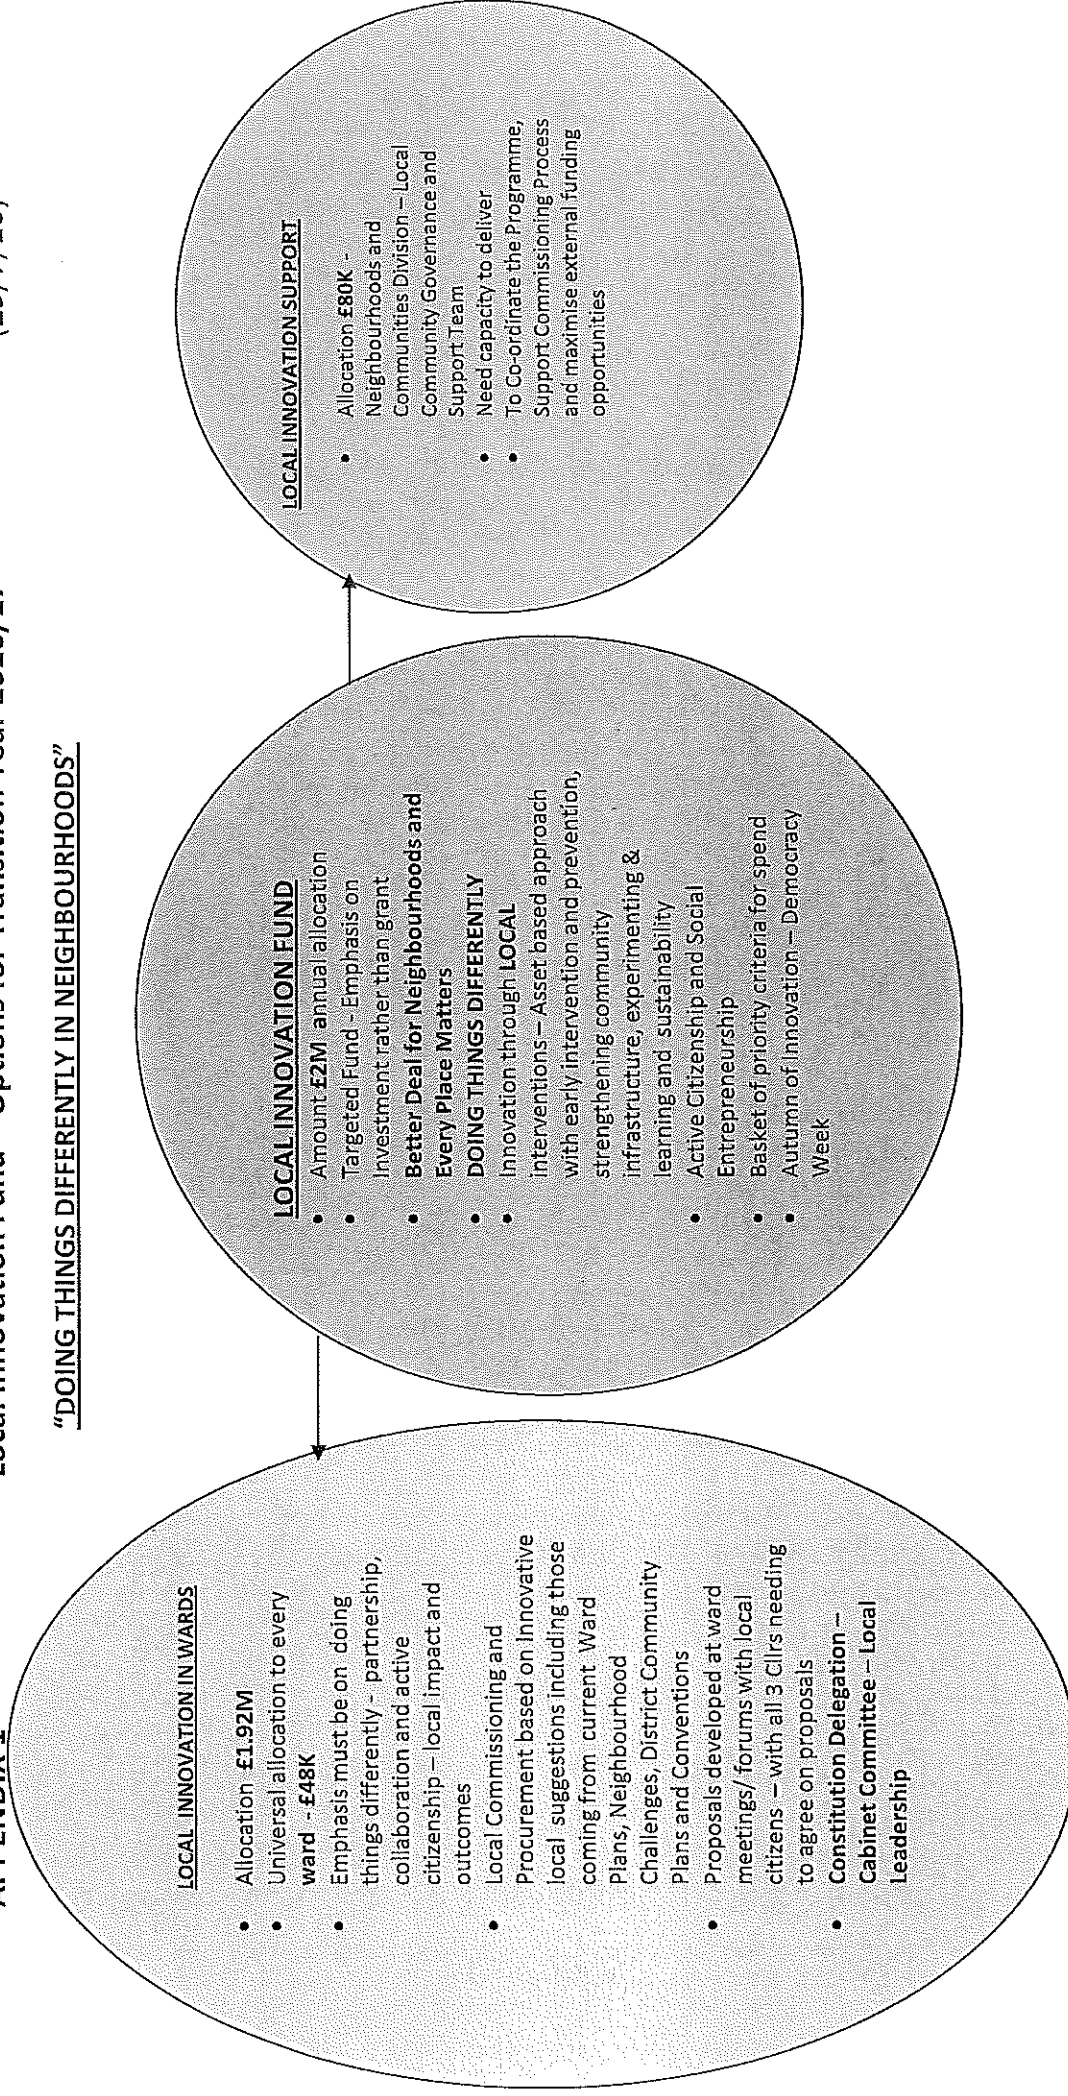 "DOING THINGS DIFFERENTLY IN NEIGHBOURHOODS"
LOCAL INNOVATION IN WARDS
• Allocation £1.92M
• Universal allocation to every
ward - £48K
• Emphasis must be on doing
things differently - partnership,
collaboration and active
citizenship – local impact and
outcomes
• Local Commissioning and
Procurement based on Innovative
local suggestions including those
coming from current Ward
Plans, Neighbourhood
Challenges, District Community
Plans and Conventions
• Proposals developed at ward
meetings/ forums with local
citizens – with all 3 Cllrs needing
to agree on proposals
• Constitution Delegation –
Cabinet Committee – Local
Leadership
LOCAL INNOVATION FUND
• Amount £2M annual allocation
• Targeted Fund - Emphasis on
Investment rather than grant
• Better Deal for Neighbourhoods and
Every Place Matters
• DOING THINGS DIFFERENTLY
• Innovation through LOCAL
interventions – Asset based approach
with early intervention and prevention,
strengthening community
infrastructure, experimenting &
learning and sustainability
• Active Citizenship and Social
Entrepreneurship
• Basket of priority criteria for spend
• Autumn of Innovation – Democracy
Week
LOCAL INNOVATION SUPPORT
• Allocation £80K -
Neighbourhoods and
Communities Division – Local
Community Governance and
Support Team
• Need capacity to deliver
• To Co-ordinate the Programme,
Support Commissioning Process
and maximise external funding
opportunities